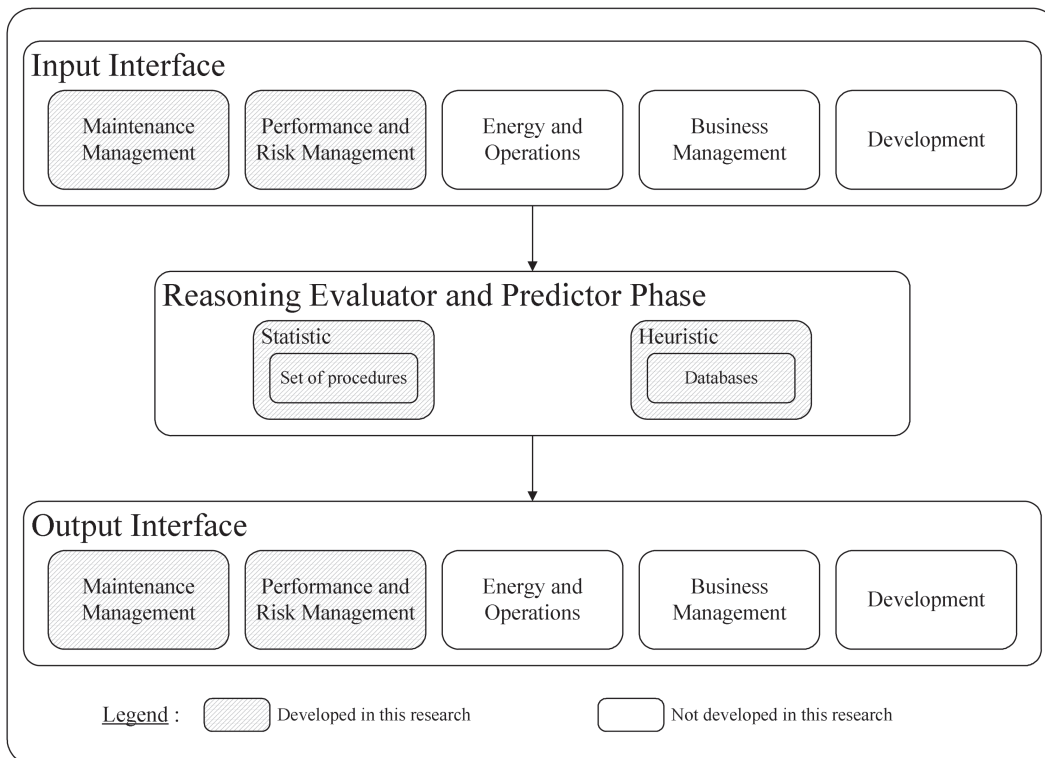 Input Interface
Maintenance
Management
Performance and
Risk Management
Energy and
Operations
Business
Management
Development
Reasoning Evaluator and Predictor Phase
Statistic
Set of procedures
Heuristic
Databases
Output Interface
Maintenance
Management
Performance and
Risk Management
Energy and
Operations
Business
Management
Development
Legend :
Developed in this research
Not developed in this research